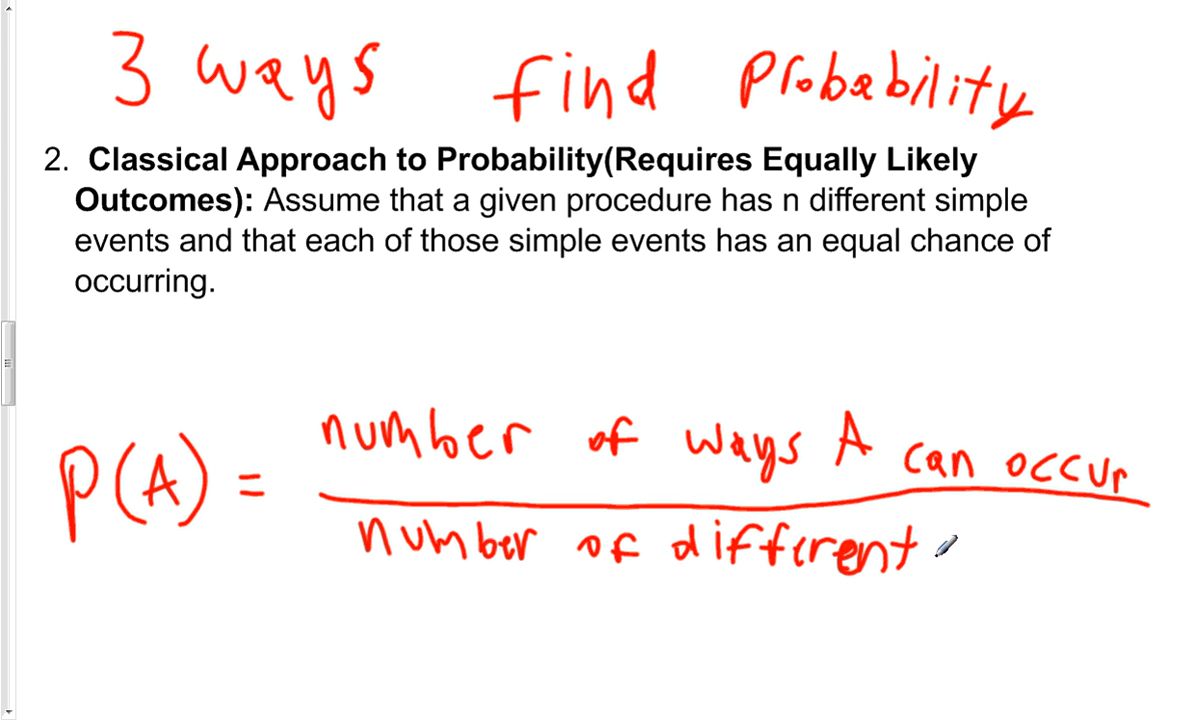 3 ways find Probability
2. Classical Approach to Probability(Requires Equally Likely
Outcomes): Assume that a given procedure has n different simple
events and that each of those simple events has an equal chance of
occurring.
P(A) = number of ways A can occur
number of different